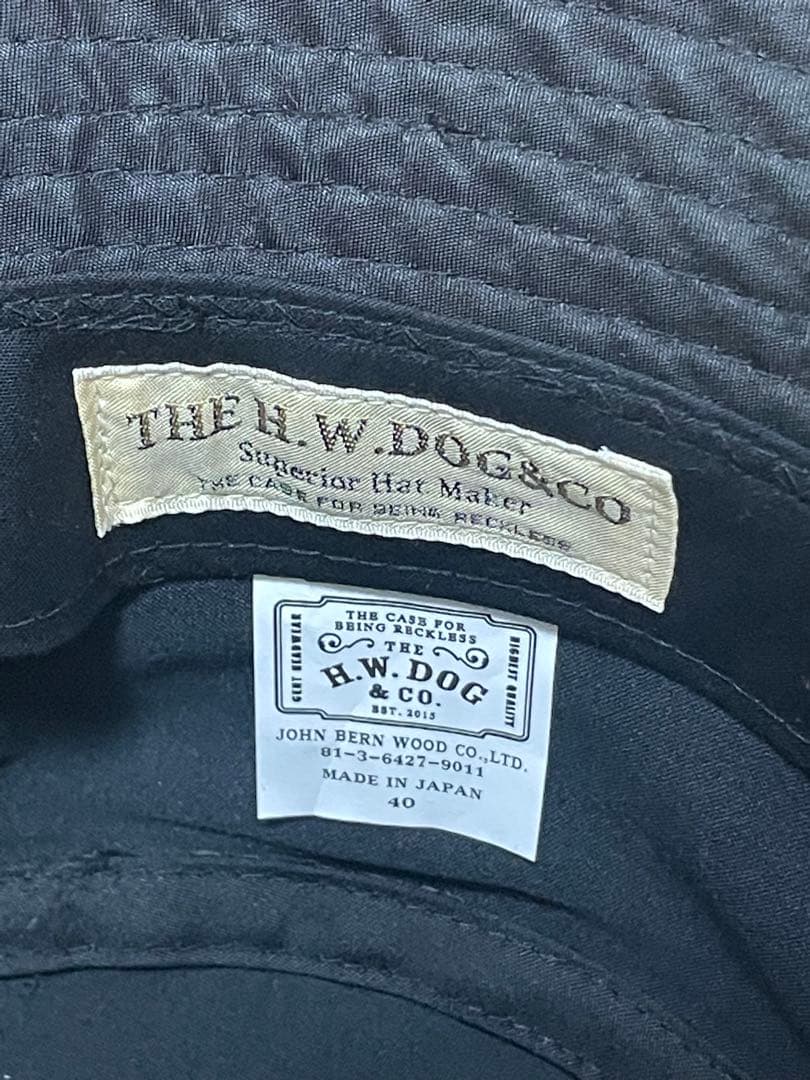 THE H.W.DOG&CO
Superior Hat Maker
THE CASE FOR BEING RECKLESS
THE CASE FOR
BEING RECKLESS
GENT HEADWEAR
THE
HIGHEST QUALITY
H.W.DOG
& CO.
EST. 2015
JOHN BERN WOOD CO.,LTD.
81-3-6427-9011
MADE IN JAPAN
40